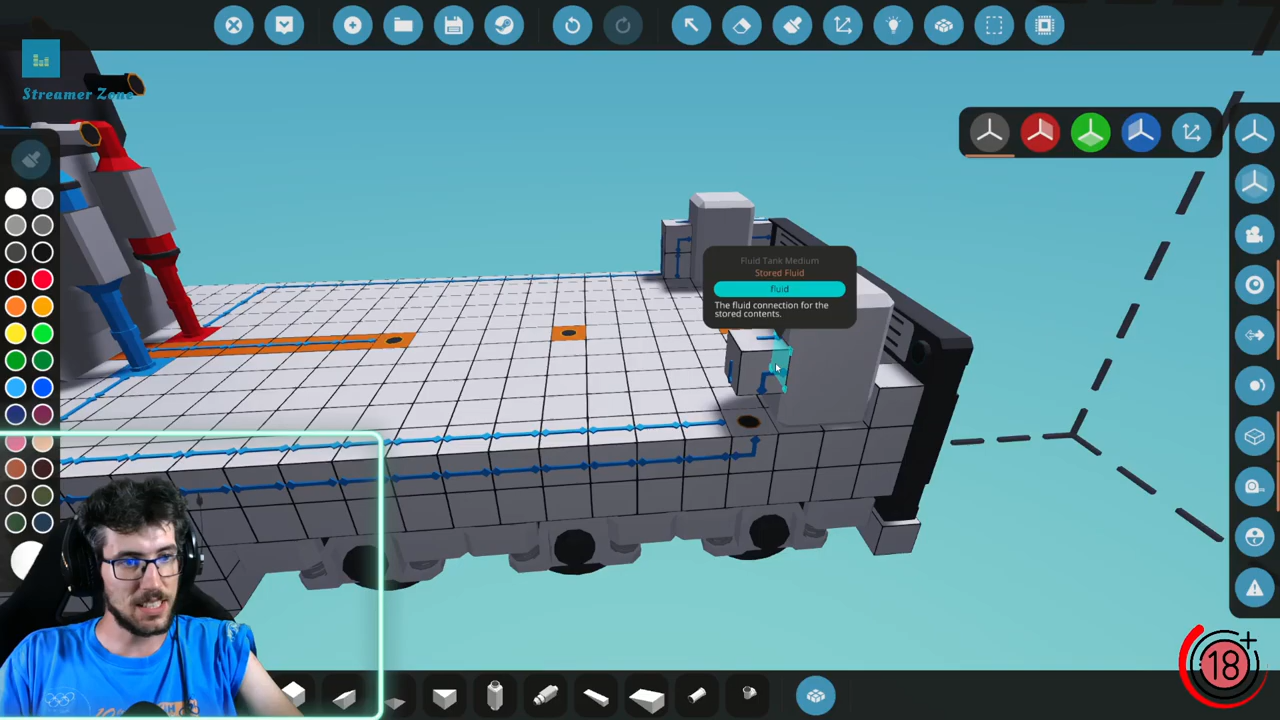 Streamer Zone
Fluid Tank Medium
Stored Fluid
fluid
The fluid connection for the
stored contents.
18+